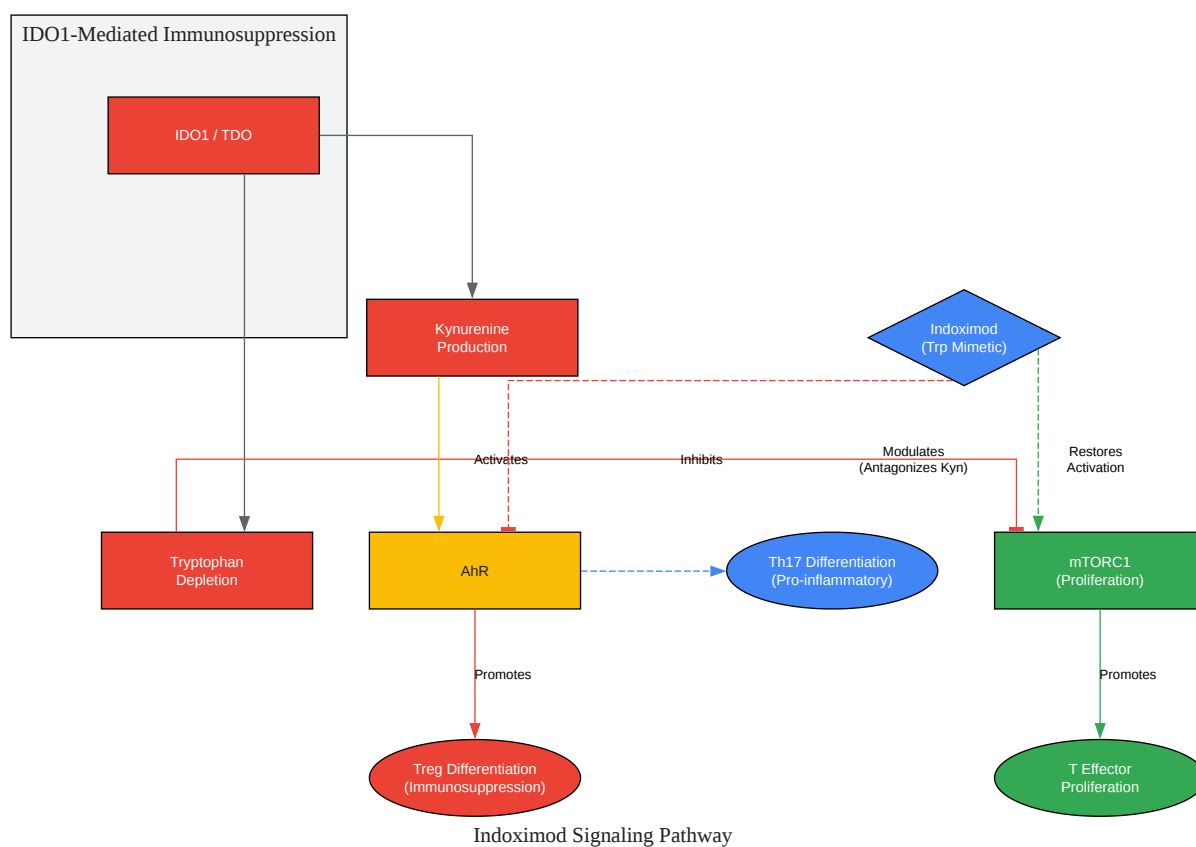 IDO1-Mediated Immunosuppression
IDO1 / TDO
Kynurenine
Production
Indoximod
(Trp Mimetic)
Activates
Inhibits
Modulates
(Antagonizes Kyn)
Restores
Activation
Tryptophan
Depletion
AhR
Th17 Differentiation
(Pro-inflammatory)
mTORC1
(Proliferation)
Promotes
Promotes
Treg Differentiation
(Immunosuppression)
T Effector
Proliferation
Indoximod Signaling Pathway